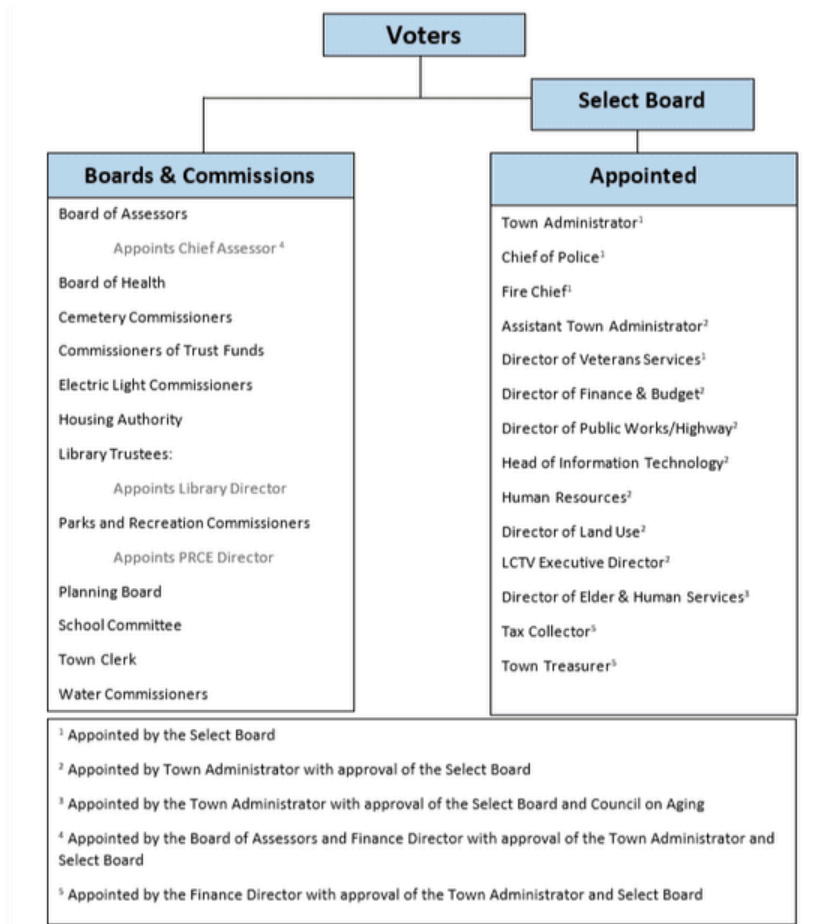 Voters
Select Board
Boards & Commissions
Board of Assessors
Appoints Chief Assessor ⁴
Board of Health
Cemetery Commissioners
Commissioners of Trust Funds
Electric Light Commissioners
Housing Authority
Library Trustees:
Appoints Library Director
Parks and Recreation Commissioners
Appoints PRCE Director
Planning Board
School Committee
Town Clerk
Water Commissioners
Appointed
Town Administrator¹
Chief of Police¹
Fire Chief¹
Assistant Town Administrator²
Director of Veterans Services¹
Director of Finance & Budget²
Director of Public Works/Highway²
Head of Information Technology²
Human Resources²
Director of Land Use²
LCTV Executive Director²
Director of Elder & Human Services³
Tax Collector⁵
Town Treasurer⁵
¹ Appointed by the Select Board
² Appointed by Town Administrator with approval of the Select Board
³ Appointed by the Town Administrator with approval of the Select Board and Council on Aging
⁴ Appointed by the Board of Assessors and Finance Director with approval of the Town Administrator and
Select Board
⁵ Appointed by the Finance Director with approval of the Town Administrator and Select Board